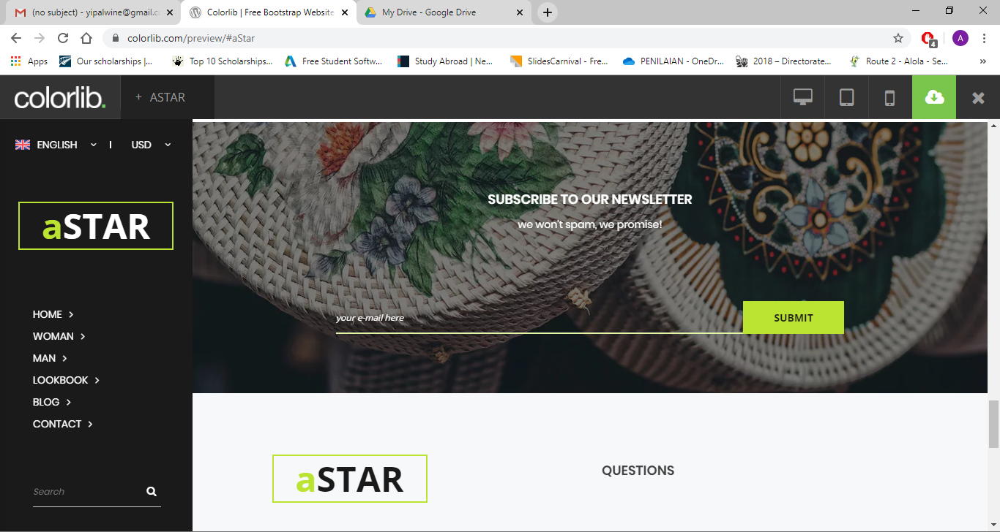 (no subject) - yipalwine@gmail.c
Colorlib | Free Bootstrap Website
My Drive - Google Drive
colorlib.com/preview/#aStar
4
A
Apps
Our scholarships |...
Top 10 Scholarships...
Free Student Softw...
Study Abroad | Ne...
SlidesCarnival - Fre...
PENILAIAN - OneDr...
2018 – Directorate...
Route 2 - Alola - Se...
»
colorlib.
+ ASTAR
ENGLISH
USD
aSTAR
HOME
WOMAN
MAN
LOOKBOOK
BLOG
CONTACT
Search
SUBSCRIBE TO OUR NEWSLETTER
we won't spam, we promise!
your e-mail here
SUBMIT
aSTAR
QUESTIONS